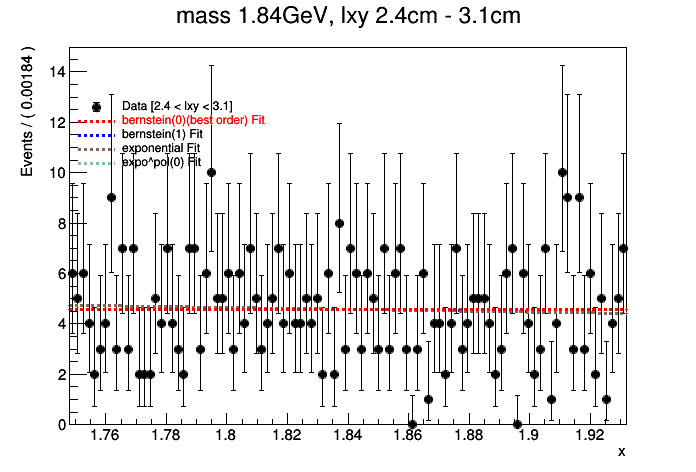 mass 1.84GeV, lxy 2.4cm - 3.1cm
Events / ( 0.00184 )
14
12
10
8
6
4
2
0
Data [2.4 < lxy < 3.1]
bernstein(0)(best order) Fit
bernstein(1) Fit
exponential Fit
expo^pol(0) Fit
1.76 1.78 1.8 1.82 1.84 1.86 1.88 1.9 1.92
x